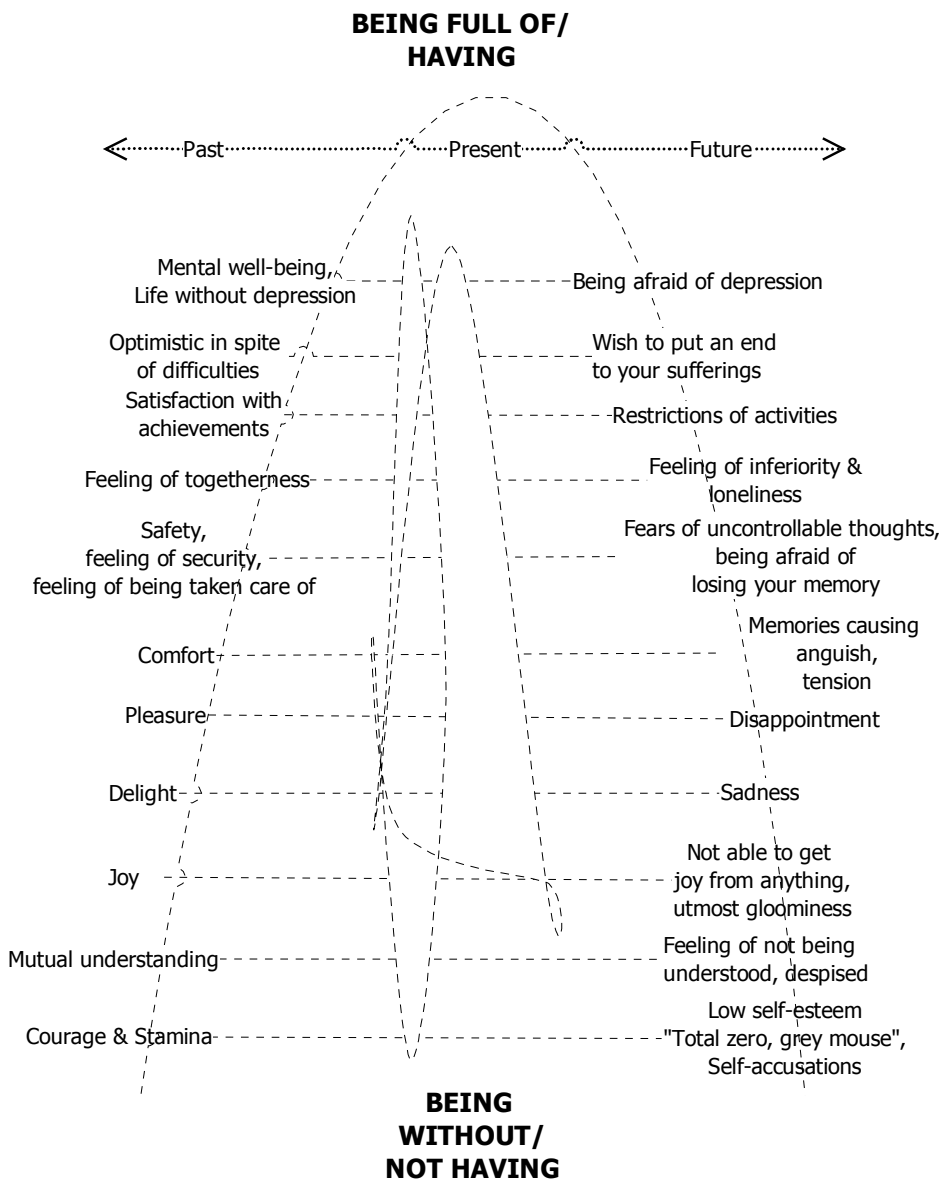 BEING FULL OF/
HAVING
Past
Present
Future
Mental well-being,
Life without depression
Being afraid of depression
Optimistic in spite
of difficulties
Wish to put an end
to your sufferings
Satisfaction with
achievements
Restrictions of activities
Feeling of togetherness
Feeling of inferiority &
loneliness
Safety,
feeling of security,
feeling of being taken care of
Fears of uncontrollable thoughts,
being afraid of
losing your memory
Comfort
Memories causing
anguish,
tension
Pleasure
Disappointment
Delight
Sadness
Joy
Not able to get
joy from anything,
utmost gloominess
Mutual understanding
Feeling of not being
understood, despised
Courage & Stamina
Low self-esteem
"Total zero, grey mouse",
Self-accusations
BEING
WITHOUT/
NOT HAVING